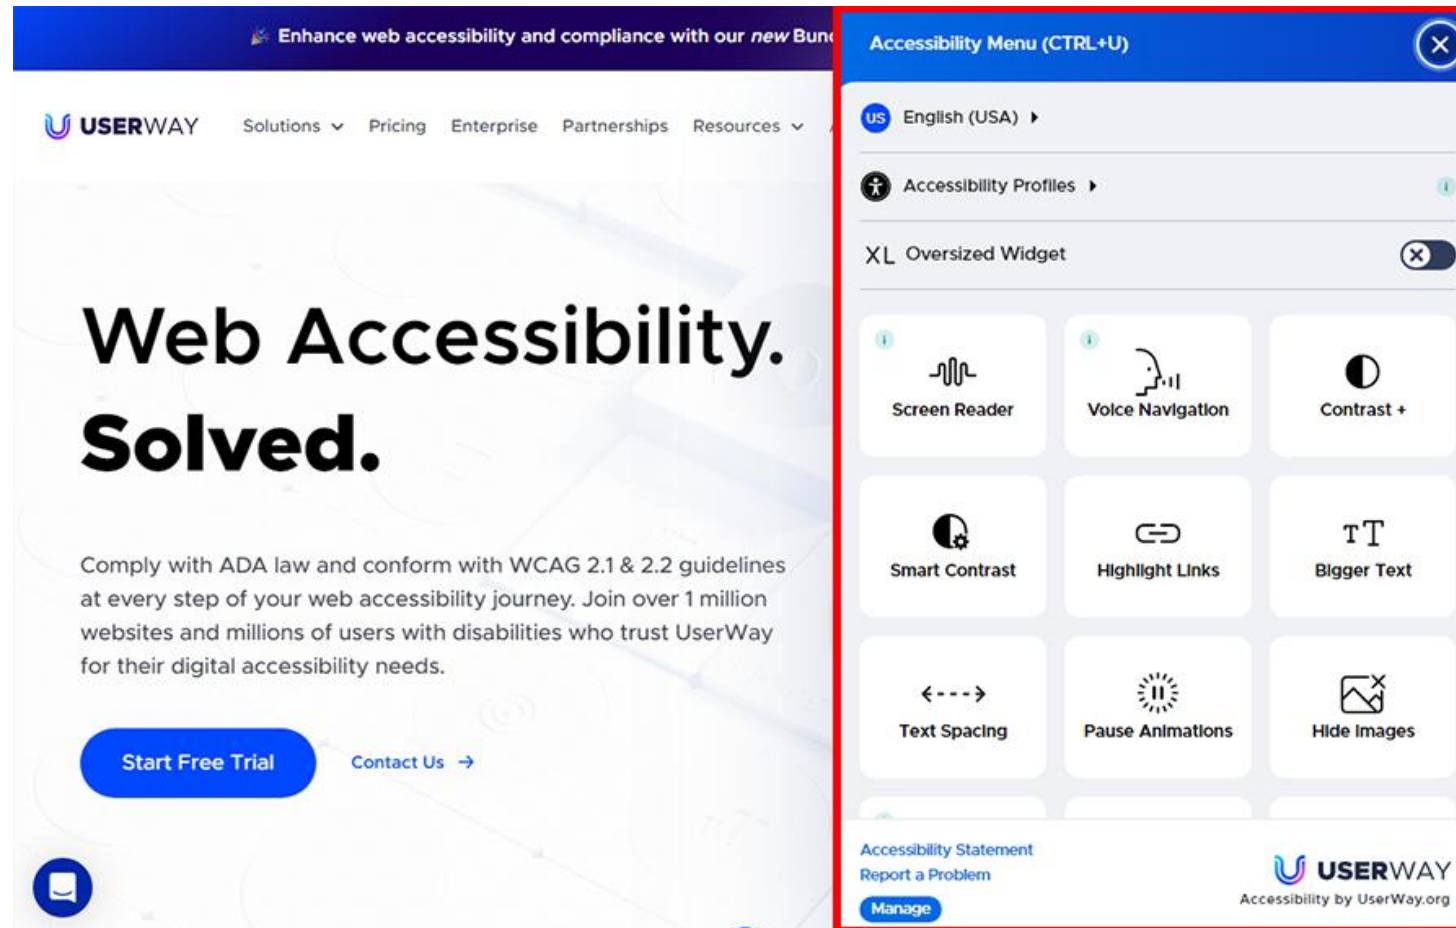 🎉 Enhance web accessibility and compliance with our new
USERWAY
Solutions Pricing Enterprise Partnerships Resources
Web Accessibility.
Solved.
Comply with ADA law and conform with WCAG 2.1 & 2.2 guidelines
at every step of your web accessibility journey. Join over 1 million
websites and millions of users with disabilities who trust UserWay
for their digital accessibility needs.
Start Free Trial
Contact Us →
Accessibility Menu (CTRL+U)
US English (USA)
Accessibility Profiles
XL Oversized Widget
Screen Reader
Voice Navigation
Contrast +
Smart Contrast
Highlight Links
TT
Bigger Text
Text Spacing
Pause Animations
Hide Images
Accessibility Statement
Report a Problem
Manage
USERWAY
Accessibility by UserWay.org